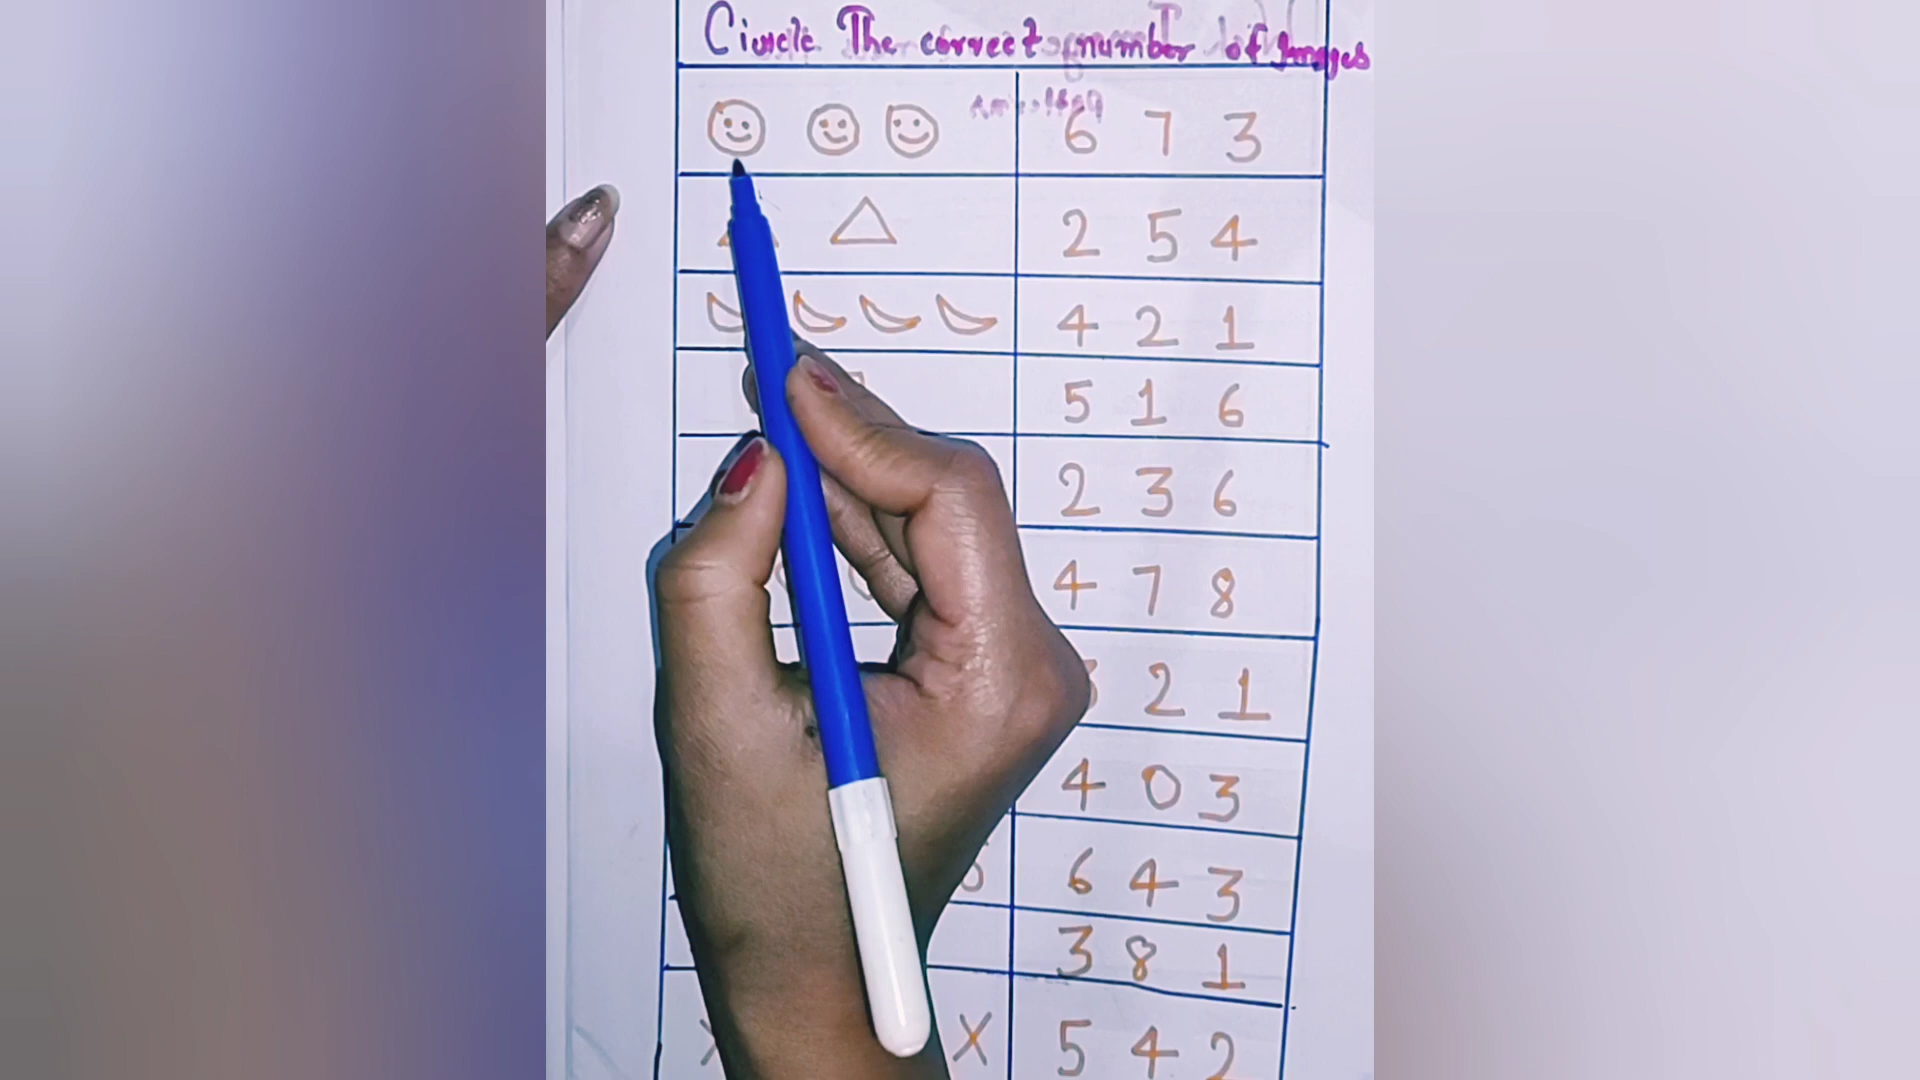 Circle The correct number of Images
6 7 3
2 5 4
4 2 1
5 1 6
2 3 6
4 7 8
2 1
4 0 3
6 4 3
3 8 1
X X 5 4 2